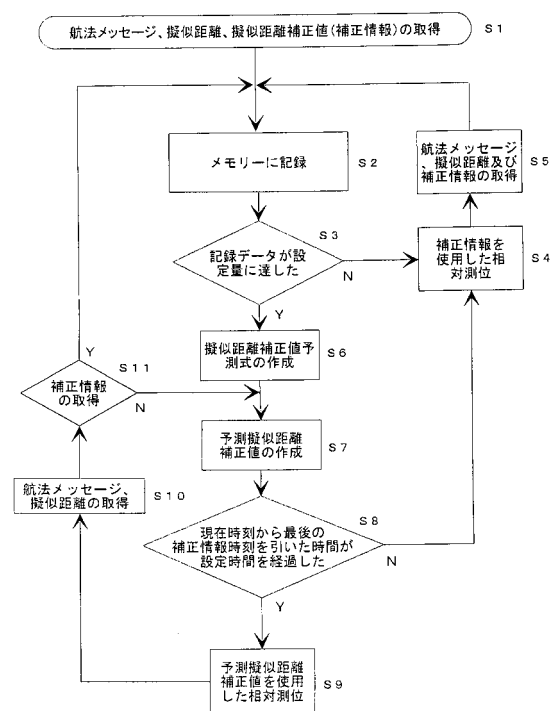 航法メッセージ、擬似距離、擬似距離補正値(補正情報)の取得
S1
メモリーに記録
S2
航法メッセージ
、擬似距離及び
補正情報の取得
S5
記録データが設
定量に達した
S3
N
Y
補正情報を
使用した相
対測位
S4
擬似距離補正値予
測式の作成
S6
Y
S11
補正情報
の取得
N
予測擬似距離
補正値の作成
S7
航法メッセージ、
擬似距離の取得
S10
現在時刻から最後の
補正情報時刻を引いた時間が
設定時間を経過した
S8
N
Y
予測擬似距離
補正値を使用
した相対測位
S9